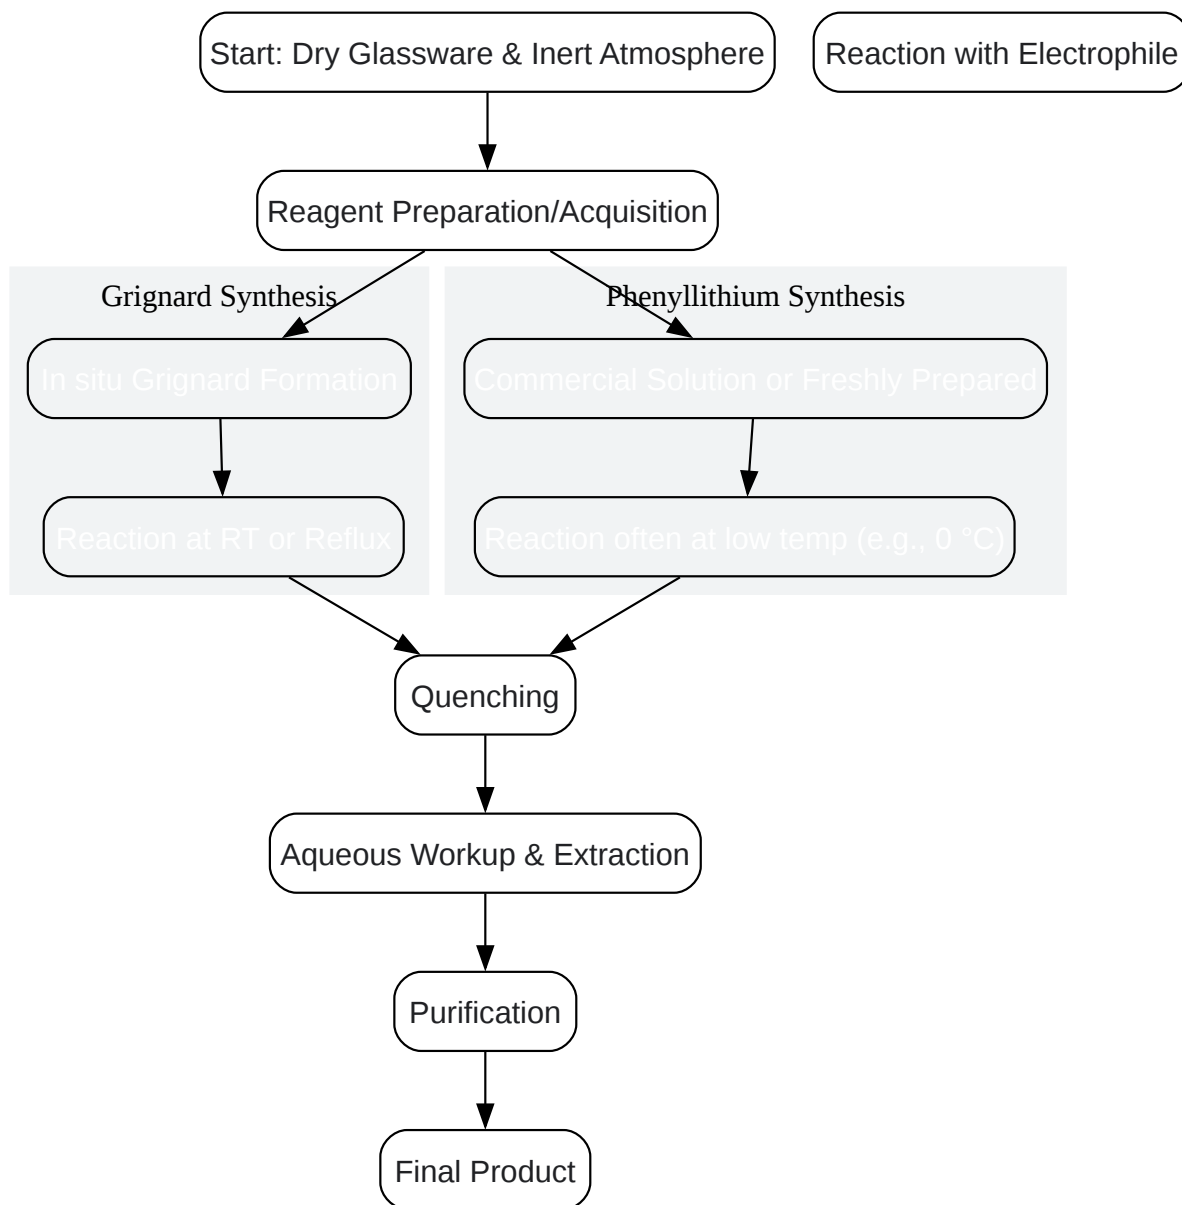 Start: Dry Glassware & Inert Atmosphere
Reaction with Electrophile
Reagent Preparation/Acquisition
Grignard Synthesis
Phenyllithium Synthesis
In situ Grignard Formation
Commercial Solution or Freshly Prepared
Reaction at RT or Reflux
Reaction often at low temp (e.g., 0 °C)
Quenching
Aqueous Workup & Extraction
Purification
Final Product